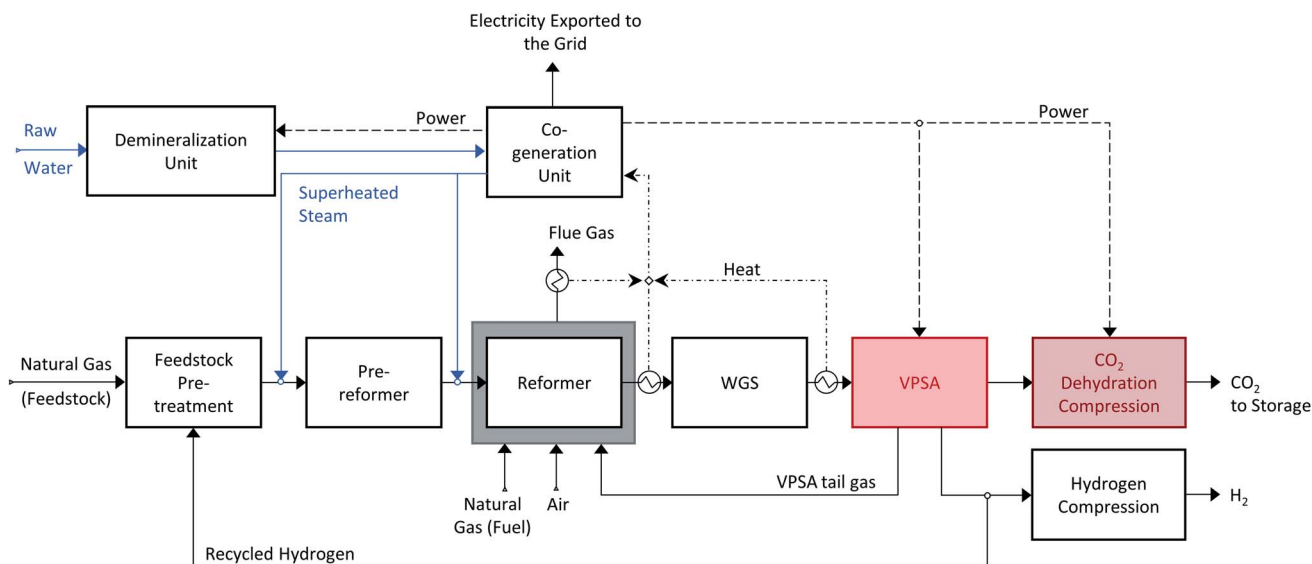 Electricity Exported to
the Grid
Raw
Water
Demineralization
Unit
Power
Co-
generation
Unit
Power
Superheated
Steam
Flue Gas
Heat
Natural Gas
(Feedstock)
Feedstock
Pre-
treatment
Pre-
reformer
Reformer
WGS
VPSA
CO₂
Dehydration
Compression
CO₂
to Storage
Natural
Gas (Fuel)
Air
VPSA tail gas
Hydrogen
Compression
H₂
Recycled Hydrogen